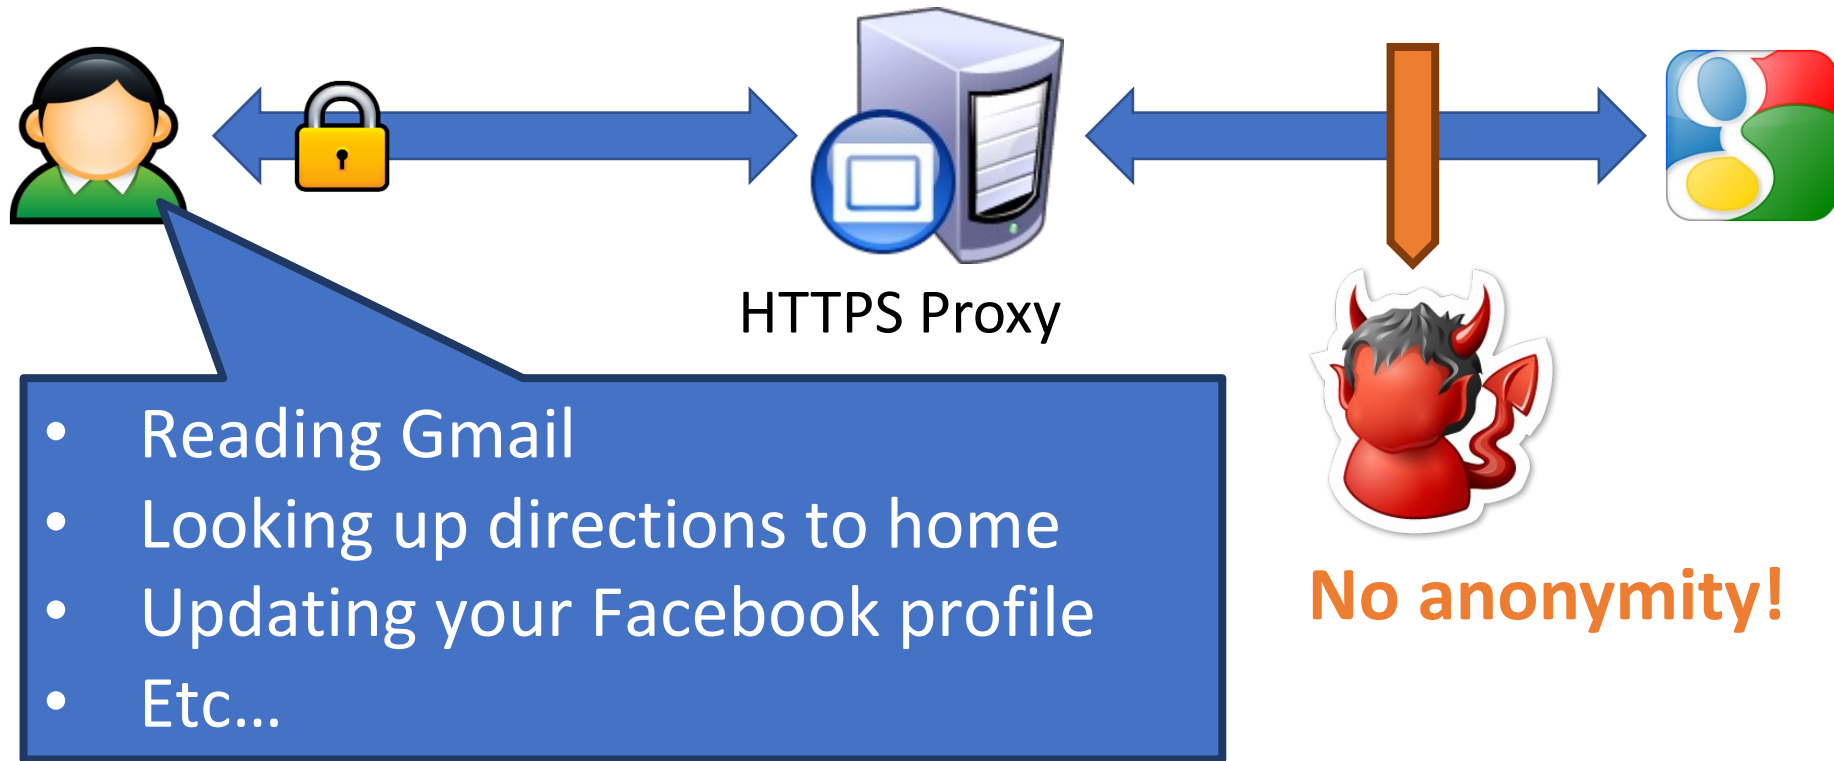 HTTPS Proxy
• Reading Gmail
• Looking up directions to home
• Updating your Facebook profile
• Etc…
No anonymity!